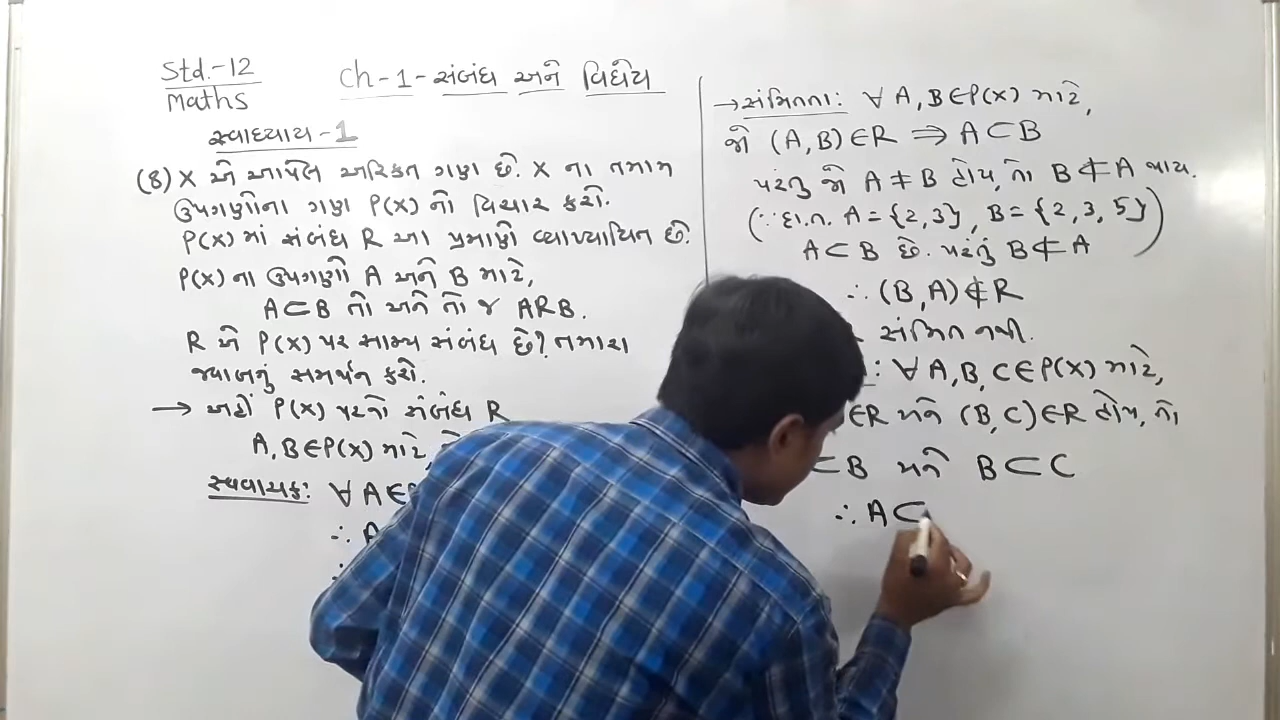 Std.-12
Maths
Ch-1-સંબંધ અને વિધેય
સ્વાધ્યાય-1
(8) X એ આપેલ અરિક્ત ગણ છે. X ના તમામ
ઉપગણોના ગણ P(X) નો વિચાર કરો.
P(X) માં સંબંધ R આ પ્રમાણે વ્યાખ્યાયિત છે.
P(X) ના ઉપગણો A અને B માટે,
A⊂B તો અને તો જ ARB.
R એ P(X) પર સામ્ય સંબંધ છે? તમારા
જવાબનું સમર્થન કરો.
→ અહીં P(X) પરનો સંબંધ R
A,B∈P(X) માટે,
સ્વવાચક: ∀A∈
∴ A
∴
→ સંમિતતા: ∀ A,B∈P(X) માટે,
જો (A,B)∈R ⇒ A⊂B
પરંતુ જો A≠B હોય, તો B⊄A થાય.
(∵ દા.ત. A={2,3}, B={2,3,5})
A⊂B છે. પરંતુ B⊄A
∴ (B,A)∉R
સંમિત નથી.
: ∀A,B,C∈P(X) માટે,
∈R અને (B,C)∈R હોય, તો
⊂B અને B⊂C
∴ A⊂